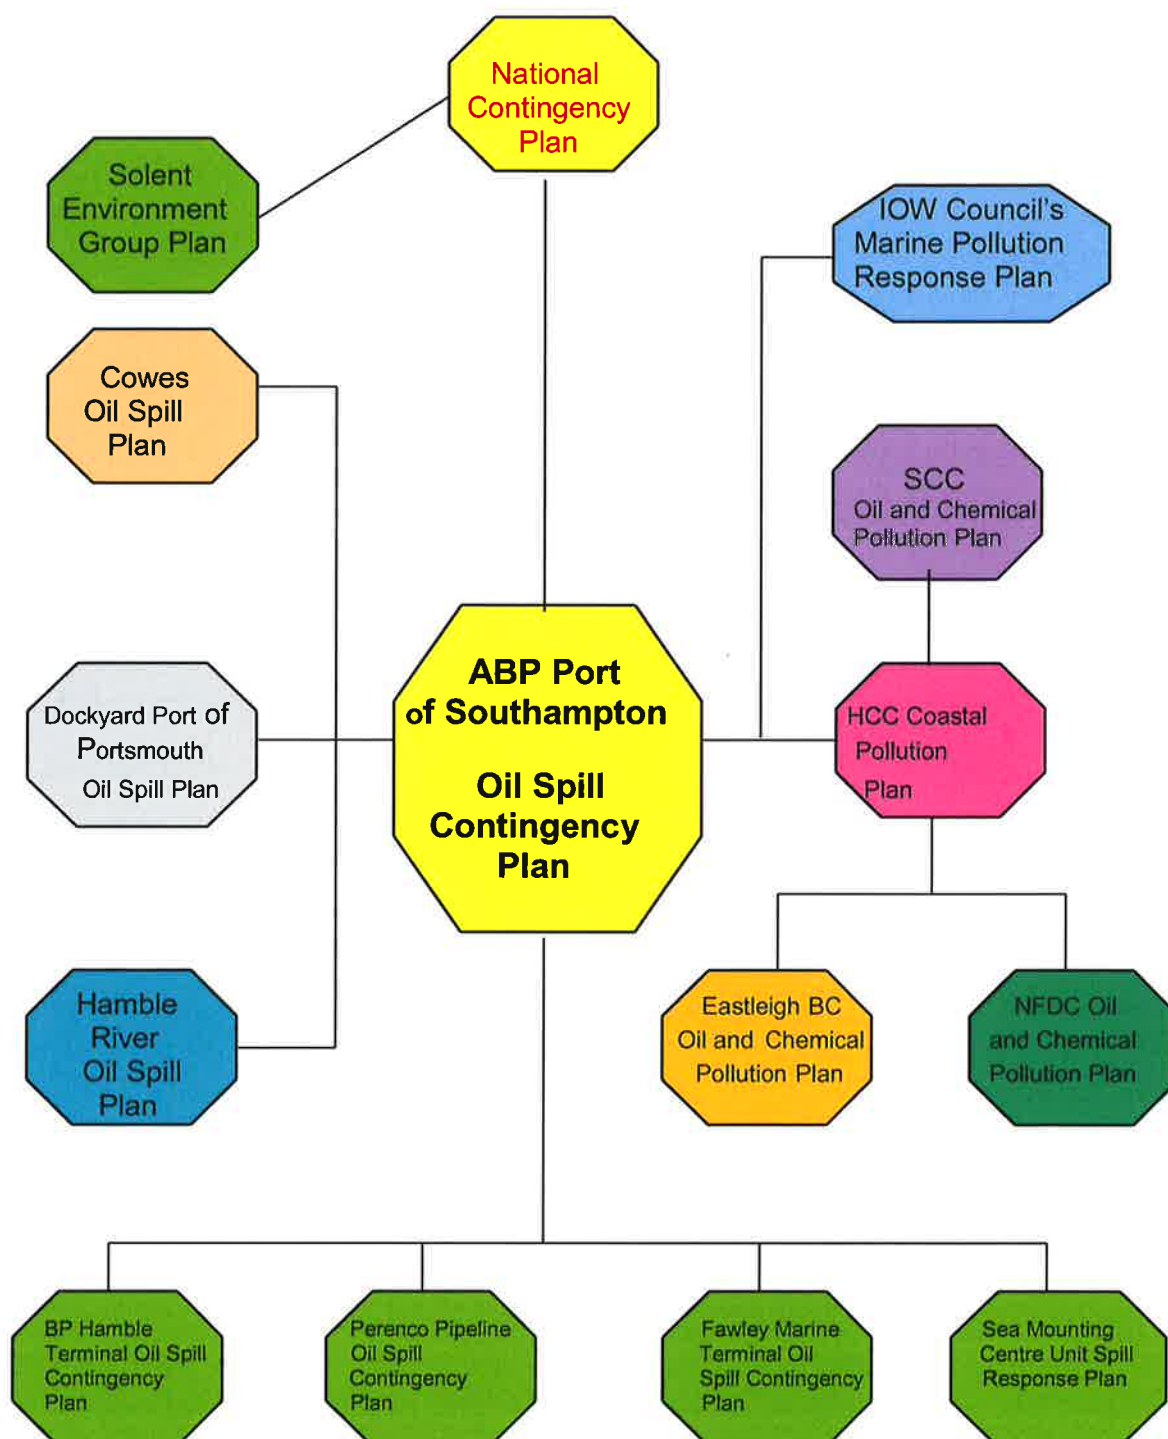 National
Contingency
Plan
Solent
Environment
Group Plan
IOW Council's
Marine Pollution
Response Plan
Cowes
Oil Spill
Plan
SCC
Oil and Chemical
Pollution Plan
ABP Port
of Southampton
Oil Spill
Contingency
Plan
Dockyard Port of
Portsmouth
Oil Spill Plan
HCC Coastal
Pollution
Plan
Hamble
River
Oil Spill
Plan
Eastleigh BC
Oil and Chemical
Pollution Plan
NFDC Oil
and Chemical
Pollution Plan
BP Hamble
Terminal Oil Spill
Contingency
Plan
Perenco Pipeline
Oil Spill
Contingency
Plan
Fawley Marine
Terminal Oil
Spill Contingency
Plan
Sea Mounting
Centre Unit Spill
Response Plan